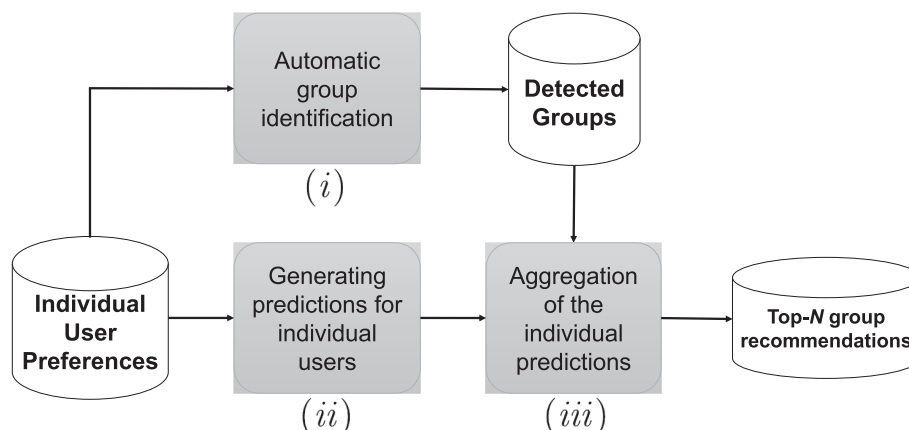 Automatic
group
identification
(i)
Detected
Groups
Individual
User
Preferences
Generating
predictions for
individual
users
(ii)
Aggregation
of the
individual
predictions
(iii)
Top-N group
recommendations